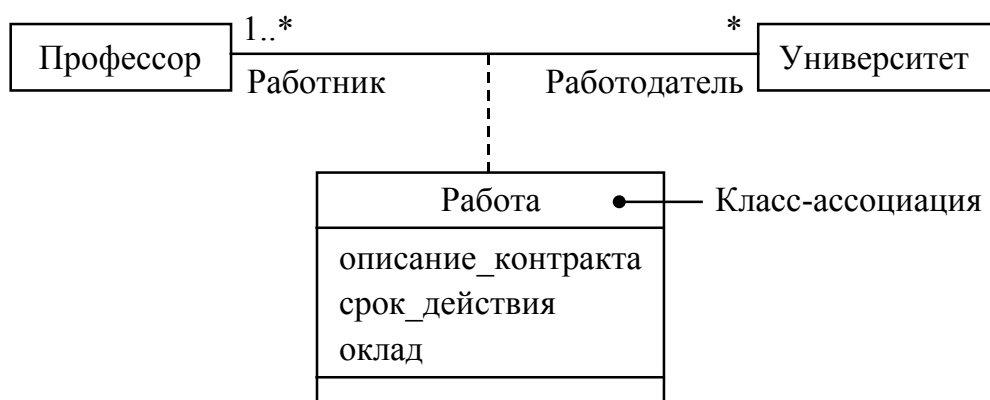 1..*
*
Профессор
Университет
Работник
Работодатель
Работа
Класс-ассоциация
описание_контракта
срок_действия
оклад